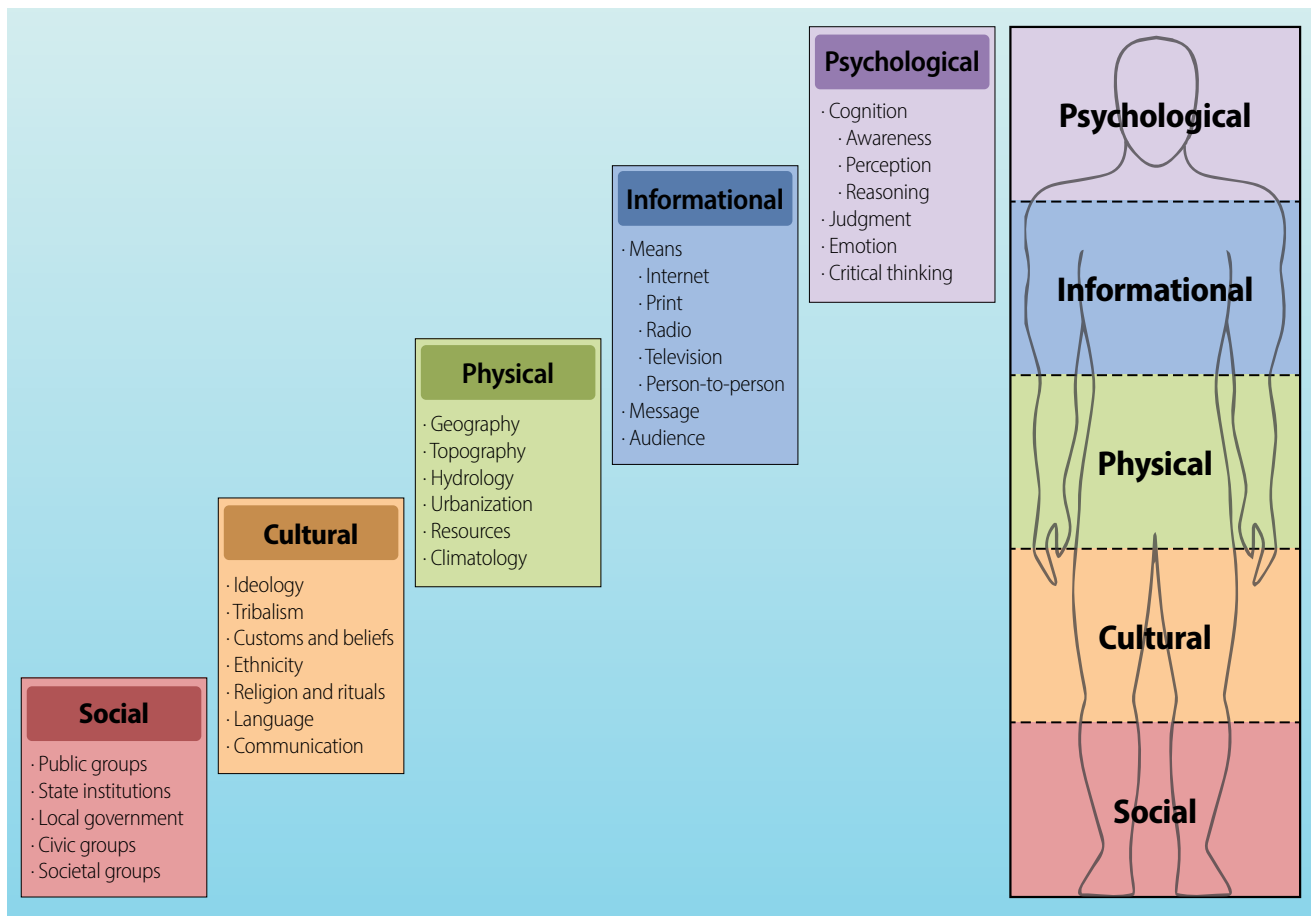 Psychological
· Cognition
· Awareness
· Perception
· Reasoning
· Judgment
· Emotion
· Critical thinking
Informational
· Means
· Internet
· Print
· Radio
· Television
· Person-to-person
· Message
· Audience
Physical
· Geography
· Topography
· Hydrology
· Urbanization
· Resources
· Climatology
Cultural
· Ideology
· Tribalism
· Customs and beliefs
· Ethnicity
· Religion and rituals
· Language
· Communication
Social
· Public groups
· State institutions
· Local government
· Civic groups
· Societal groups
Psychological
Informational
Physical
Cultural
Social